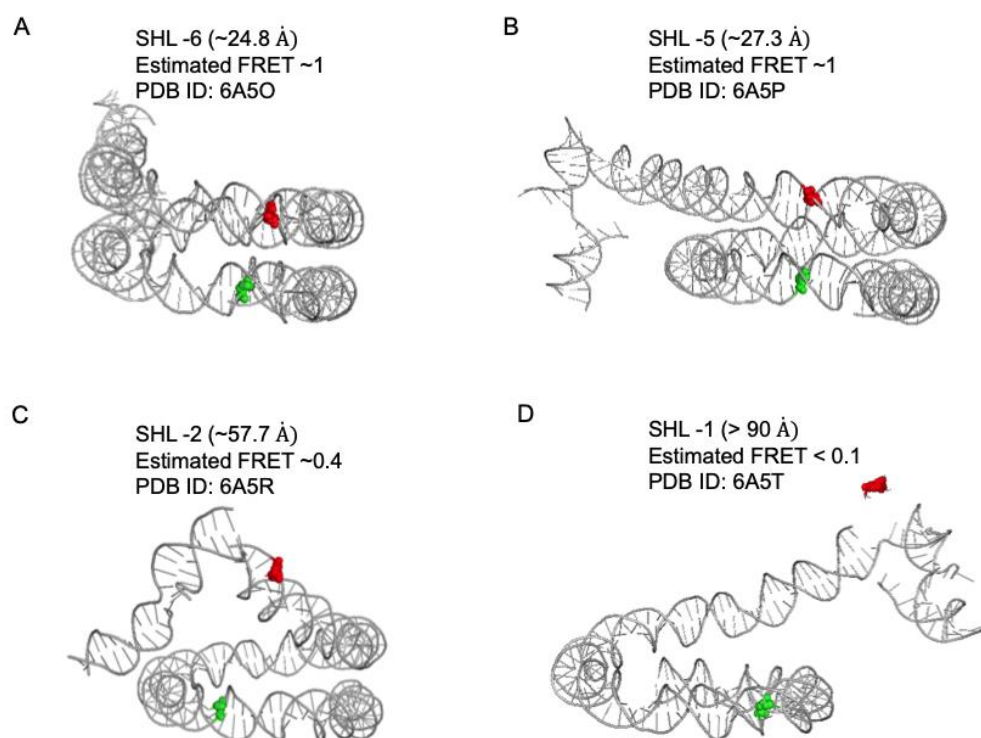 A
SHL -6 (~24.8 Å)
Estimated FRET ~1
PDB ID: 6A5O
B
SHL -5 (~27.3 Å)
Estimated FRET ~1
PDB ID: 6A5P
C
SHL -2 (~57.7 Å)
Estimated FRET ~0.4
PDB ID: 6A5R
D
SHL -1 (> 90 Å)
Estimated FRET < 0.1
PDB ID: 6A5T